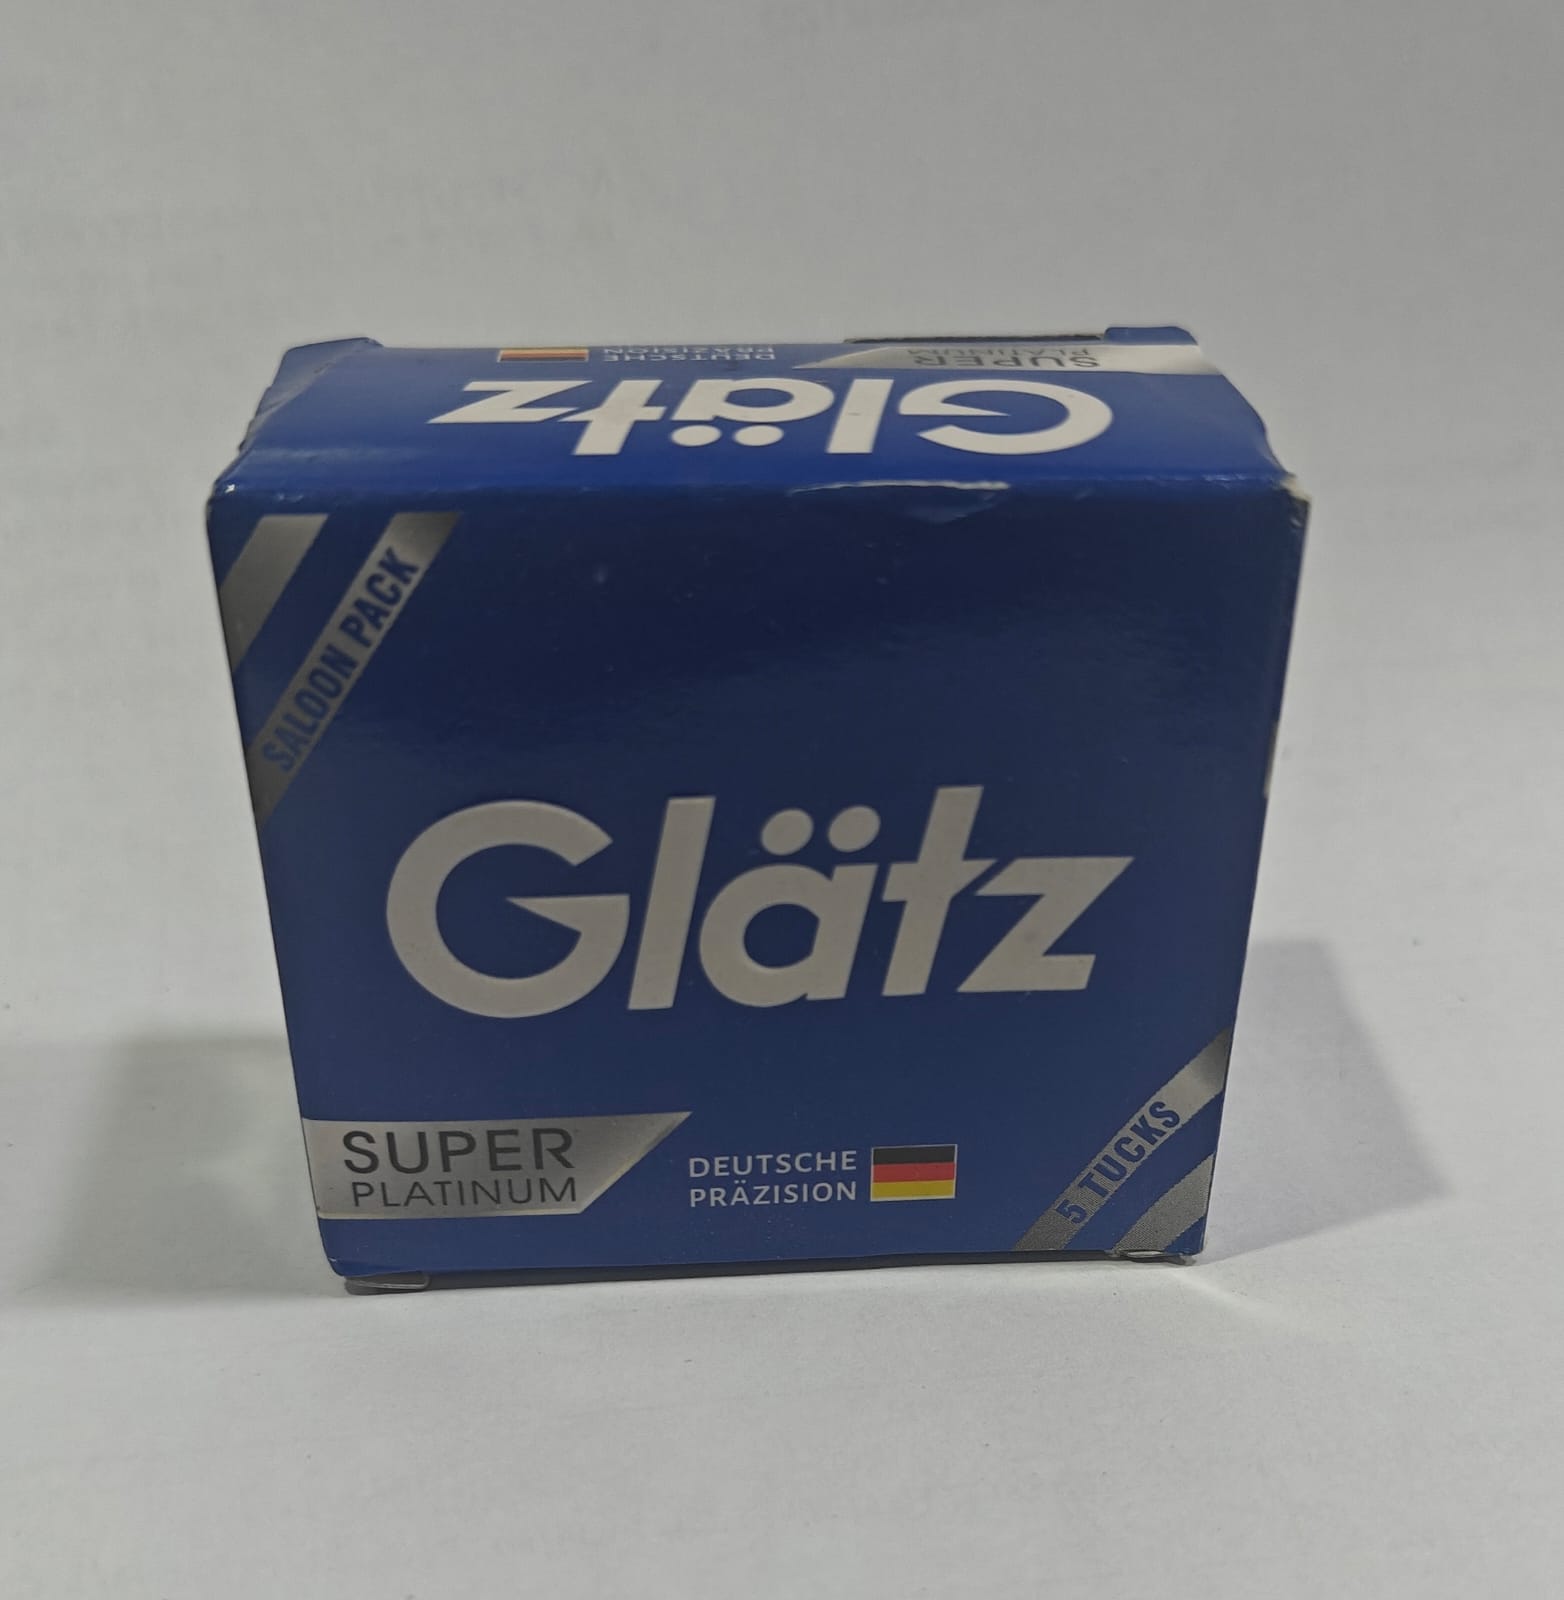 DEUTSCHE
PRÄZISION
SUPER
PLATINUM
Glätz
SALOON PACK
Glätz
SUPER
PLATINUM
DEUTSCHE
PRÄZISION
5 TUCKS